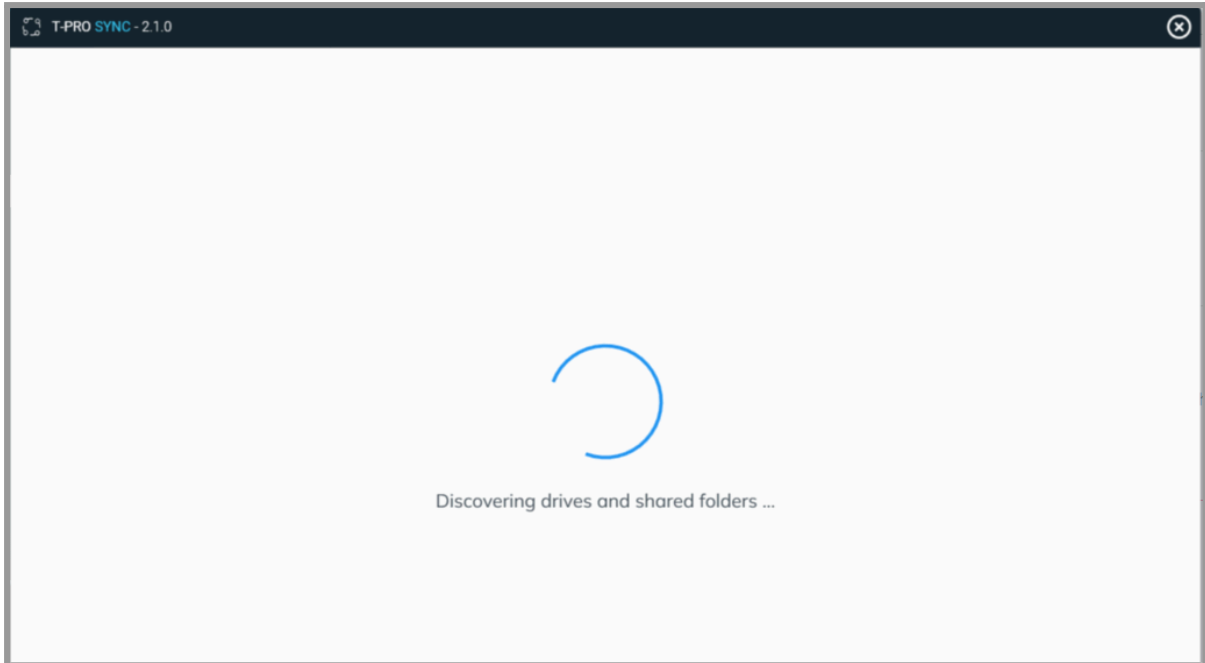 T-PRO SYNC - 2.1.0
Discovering drives and shared folders ...